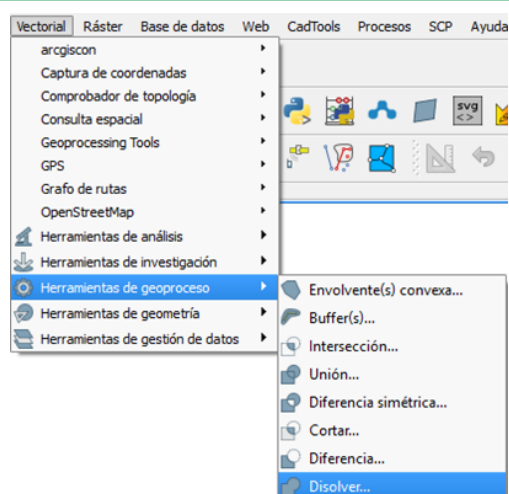 Vectorial Ráster Base de datos Web CadTools Procesos SCP Ayuda
arcgiscon
Captura de coordenadas
Comprobador de topología
Consulta espacial
Geoprocessing Tools
GPS
Grafo de rutas
OpenStreetMap
Herramientas de análisis
Herramientas de investigación
Herramientas de geoproceso
Herramientas de geometría
Herramientas de gestión de datos
svg
<>
b
Envolvente(s) convexa...
Buffer(s)...
Intersección...
Unión...
Diferencia simétrica...
Cortar...
Diferencia...
Disolver...